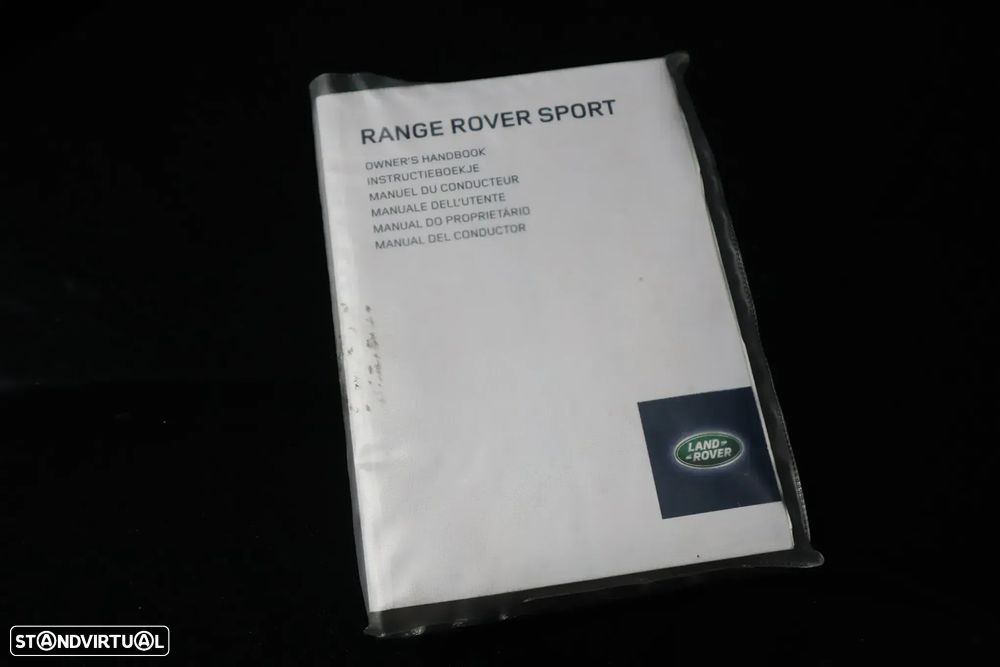 RANGE ROVER SPORT
OWNER'S HANDBOOK
INSTRUCTIEBOEKJE
MANUEL DU CONDUCTEUR
MANUALE DELL'UTENTE
MANUAL DO PROPRIETÁRIO
MANUAL DEL CONDUCTOR
LAND
ROVER
STANDVIRTUAL